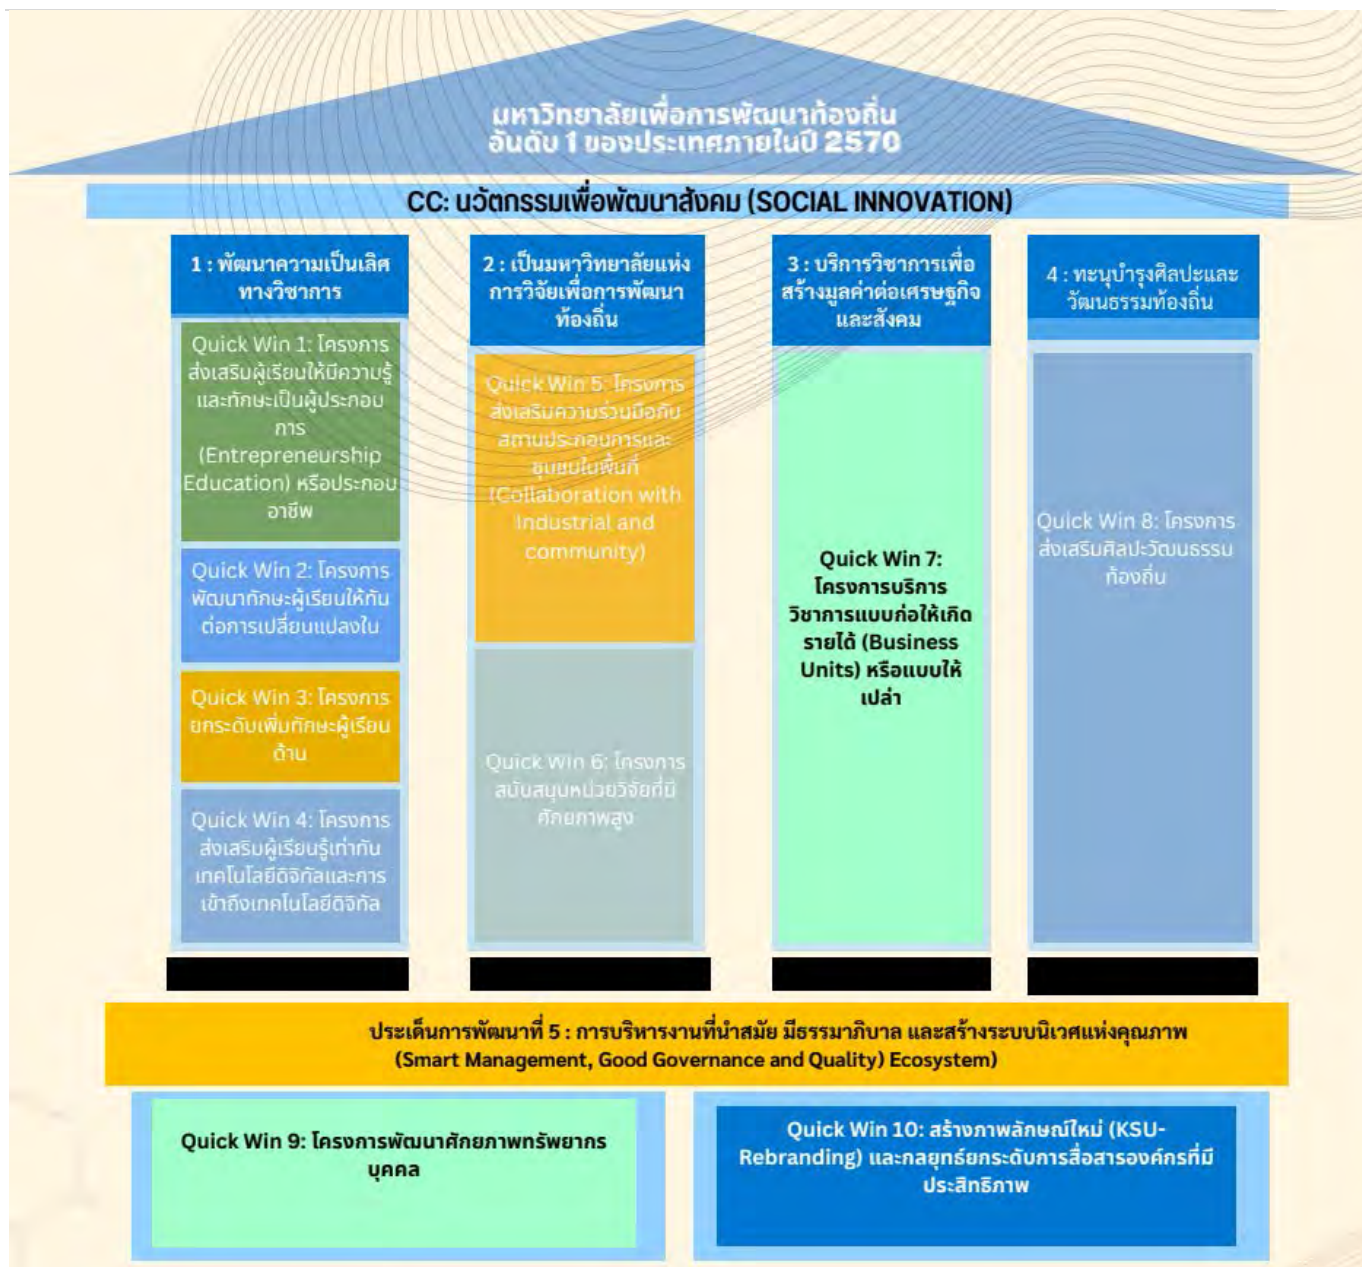 มหาวิทยาลัยเพื่อการพัฒนาท้องถิ่น
อันดับ 1 ของประเทศภายในปี 2570
CC: นวัตกรรมเพื่อพัฒนาสังคม (SOCIAL INNOVATION)
1 : พัฒนาความเป็นเลิศ
ทางวิชาการ
Quick Win 1: โครงการ
ส่งเสริมผู้เรียนให้มีความรู้
และทักษะเป็นผู้ประกอบ
การ
(Entrepreneurship
Education) หรือประกอบ
อาชีพ
Quick Win 2: โครงการ
พัฒนาทักษะผู้เรียนให้ทัน
ต่อการเปลี่ยนแปลงใน
Quick Win 3: โครงการ
ยกระดับเพิ่มทักษะผู้เรียน
ด้าน
Quick Win 4: โครงการ
ส่งเสริมผู้เรียนรู้เท่าทัน
เทคโนโลยีดิจิทัลและการ
เข้าถึงเทคโนโลยีดิจิทัล
2 : เป็นมหาวิทยาลัยแห่ง
การวิจัยเพื่อการพัฒนา
ท้องถิ่น
Quick Win 5: โครงการ
ส่งเสริมความร่วมมือกับ
สถานประกอบการและ
ชุมชนในพื้นที่
(Collaboration with
Industrial and
community)
Quick Win 6: โครงการ
สนับสนุนหน่วยวิจัยที่มี
ศักยภาพสูง
3 : บริการวิชาการเพื่อ
สร้างมูลค่าต่อเศรษฐกิจ
และสังคม
Quick Win 7:
โครงการบริการ
วิชาการแบบก่อให้เกิด
รายได้ (Business
Units) หรือแบบให้
เปล่า
4 : ทะนุบำรุงศิลปะและ
วัฒนธรรมท้องถิ่น
Quick Win 8: โครงการ
ส่งเสริมศิลปะวัฒนธรรม
ท้องถิ่น
ประเด็นการพัฒนาที่ 5 : การบริหารงานที่นำสมัย มีธรรมาภิบาล และสร้างระบบนิเวศแห่งคุณภาพ
(Smart Management, Good Governance and Quality) Ecosystem)
Quick Win 9: โครงการพัฒนาศักยภาพทรัพยากร
บุคคล
Quick Win 10: สร้างภาพลักษณ์ใหม่ (KSU-
Rebranding) และกลยุทธ์ยกระดับการสื่อสารองค์กรที่มี
ประสิทธิภาพ